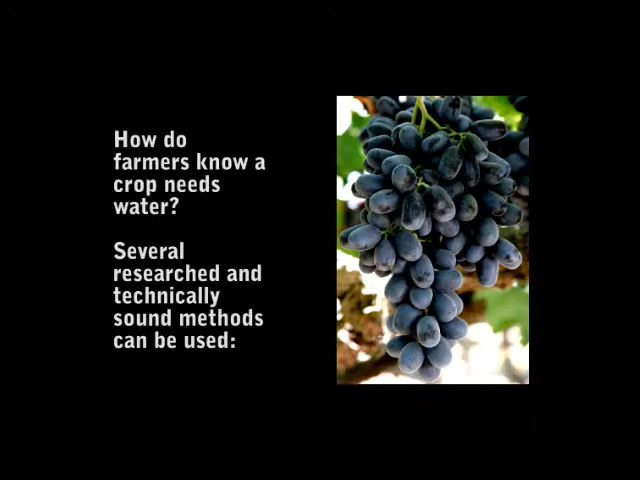 How do
farmers know a
crop needs
water?
Several
researched and
technically
sound methods
can be used: